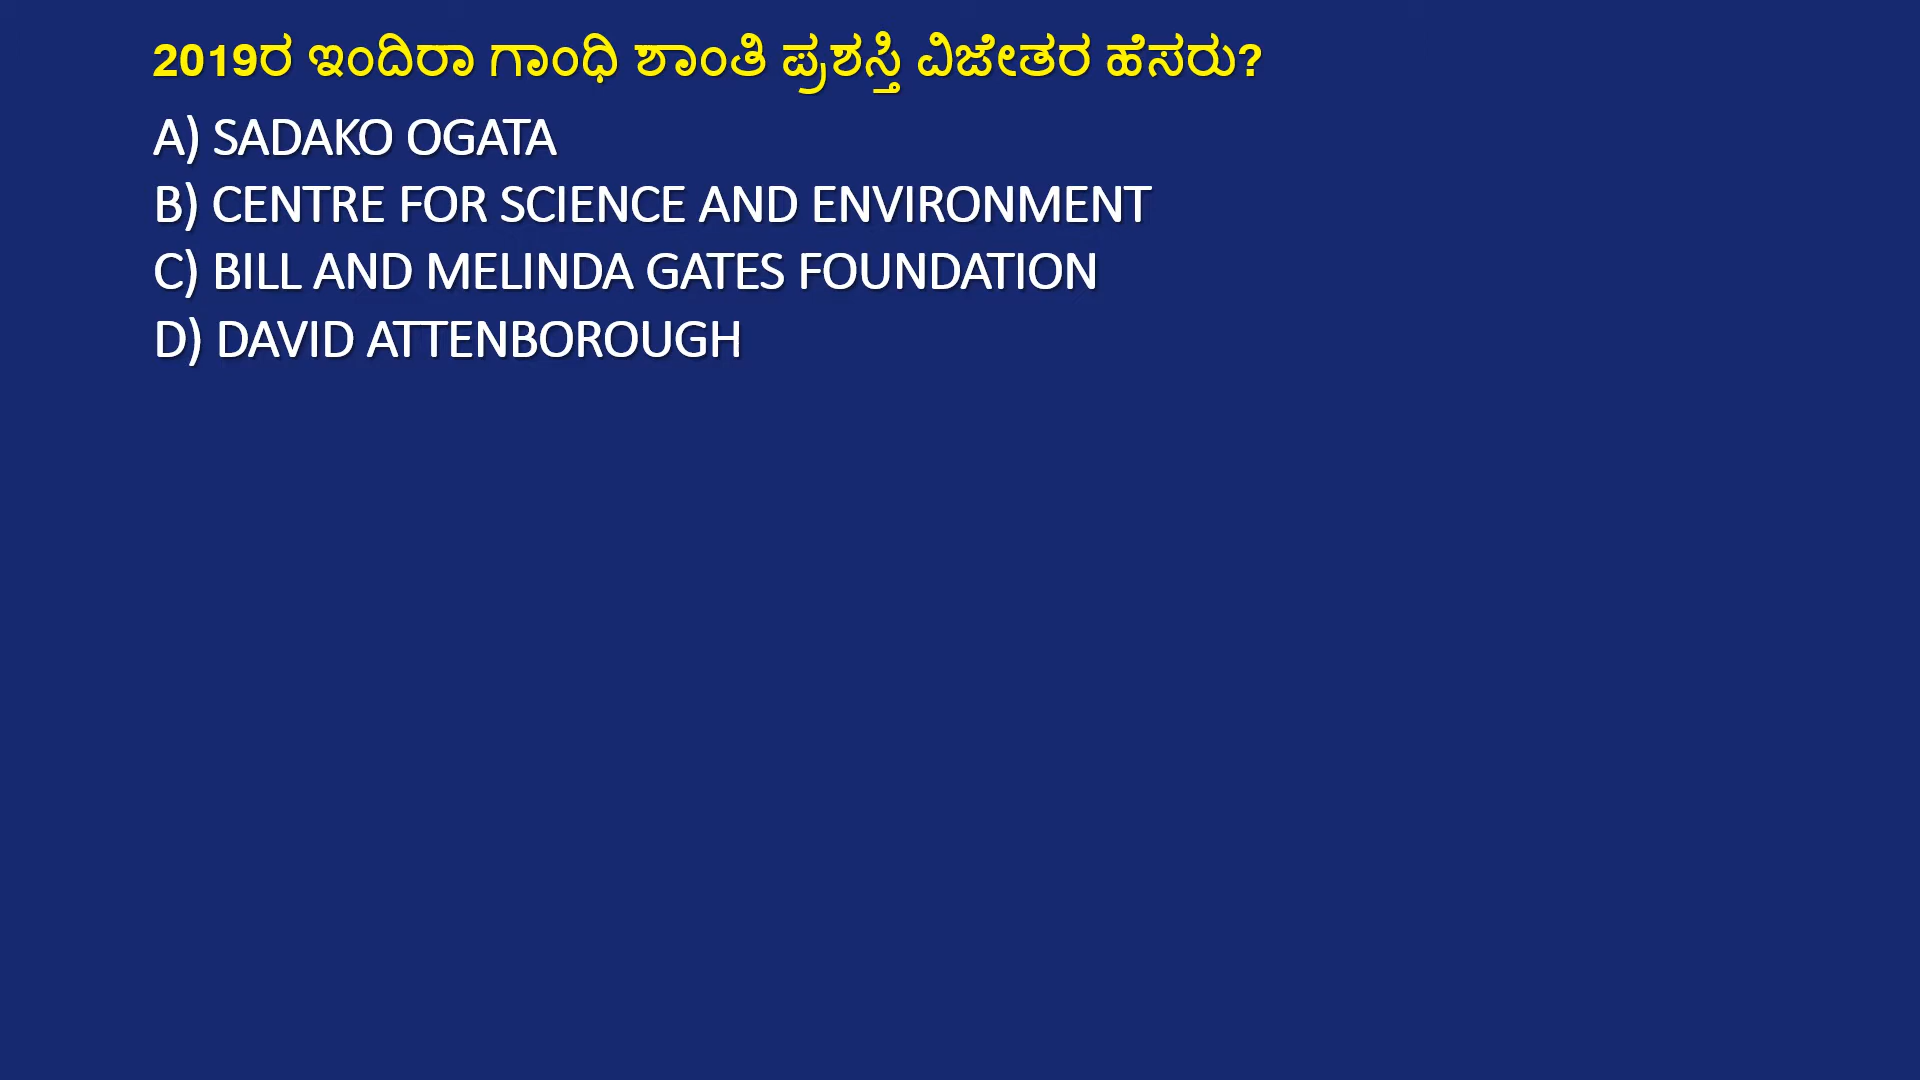 2019ರ ಇಂದಿರಾ ಗಾಂಧಿ ಶಾಂತಿ ಪ್ರಶಸ್ತಿ ವಿಜೇತರ ಹೆಸರು?
A) SADAKO OGATA
B) CENTRE FOR SCIENCE AND ENVIRONMENT
C) BILL AND MELINDA GATES FOUNDATION
D) DAVID ATTENBOROUGH